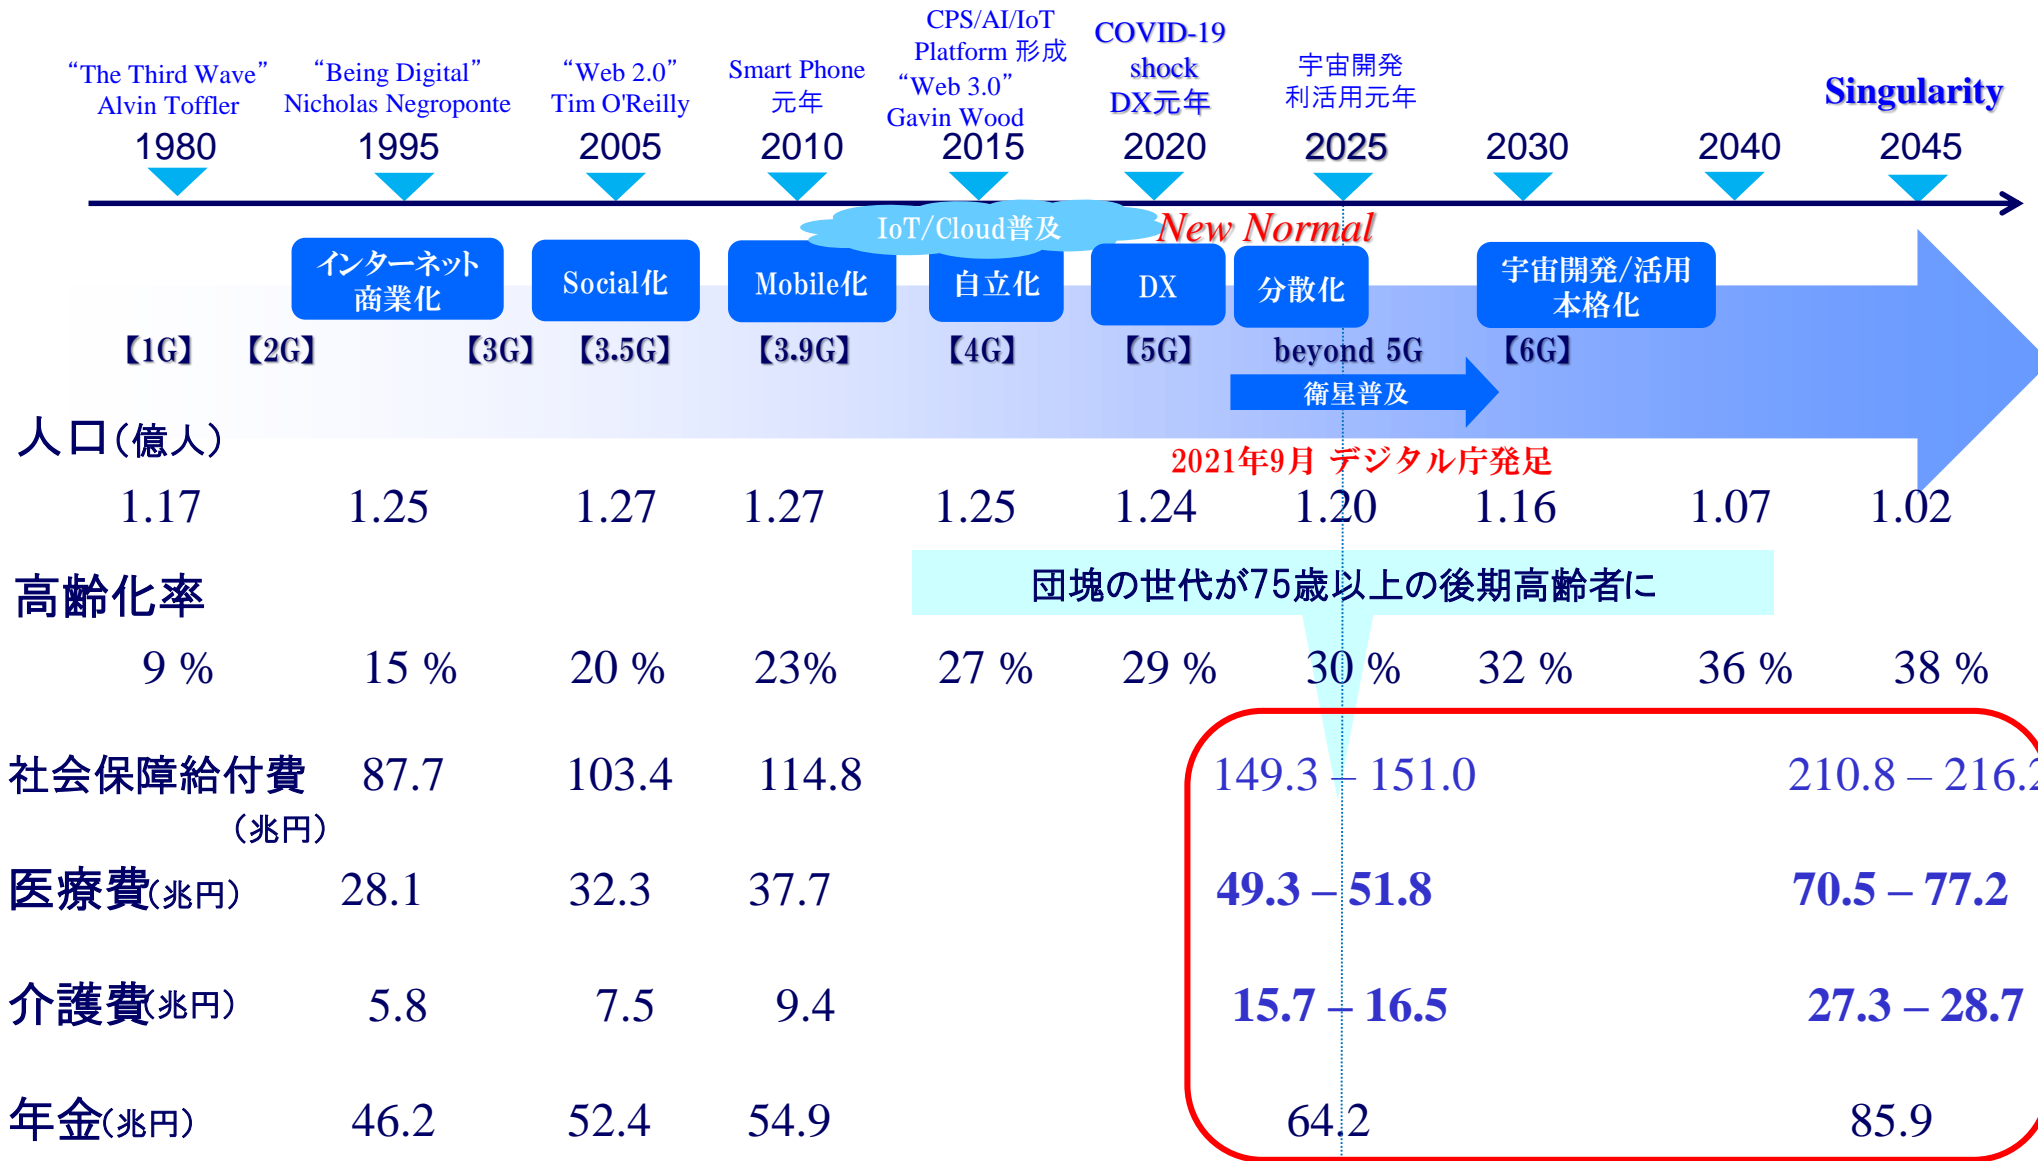 “The Third Wave”
Alvin Toffler
1980
“Being Digital”
Nicholas Negroponte
1995
“Web 2.0”
Tim O'Reilly
2005
Smart Phone
元年
2010
CPS/AI/IoT
Platform 形成
“Web 3.0”
Gavin Wood
2015
COVID-19
shock
DX元年
2020
宇宙開発
利活用元年
2025
2030
2040
Singularity
2045
IoT/Cloud普及
New Normal
インターネット
商業化
Social化
Mobile化
自立化
DX
分散化
宇宙開発/活用
本格化
【1G】 【2G】 【3G】 【3.5G】 【3.9G】 【4G】 【5G】 beyond 5G 【6G】
衛星普及
人口（億人）
2021年9月 デジタル庁発足
1.17 1.25 1.27 1.27 1.25 1.24 1.20 1.16 1.07 1.02
団塊の世代が75歳以上の後期高齢者に
高齢化率
9 % 15 % 20 % 23% 27 % 29 % 30 % 32 % 36 % 38 %
社会保障給付費 87.7 103.4 114.8 149.3 – 151.0 210.8 – 216.2
（兆円）
医療費（兆円） 28.1 32.3 37.7 49.3 – 51.8 70.5 – 77.2
介護費（兆円） 5.8 7.5 9.4 15.7 – 16.5 27.3 – 28.7
年金（兆円） 46.2 52.4 54.9 64.2 85.9